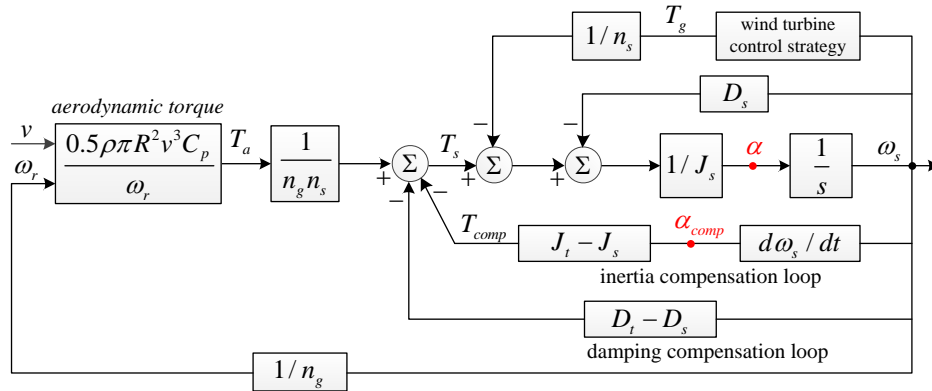 1 / n_s
T_g
wind turbine
control strategy
aerodynamic torque
D_s
v
ω_r
0.5ρπR²v³C_p
ω_r
T_a
1
n_g n_s
Σ
+
−
−
T_s
Σ
+
−
Σ
+
−
1 / J_s
α
1
s
ω_s
T_comp
J_t − J_s
α_comp
dω_s / dt
inertia compensation loop
D_t − D_s
damping compensation loop
1 / n_g